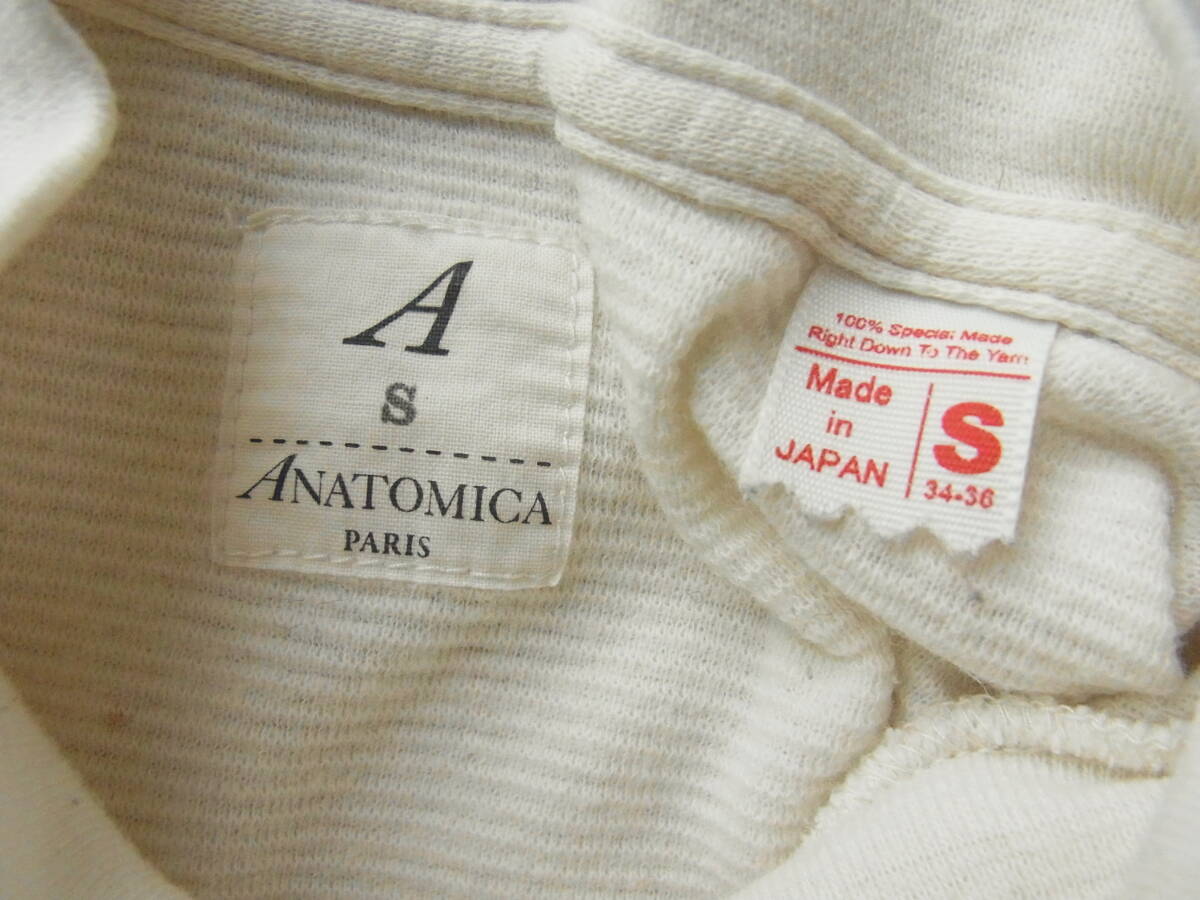 A
S
ANATOMICA
PARIS
100% Special Made
Right Down To The Yarn
Made
in
JAPAN
S
34-36